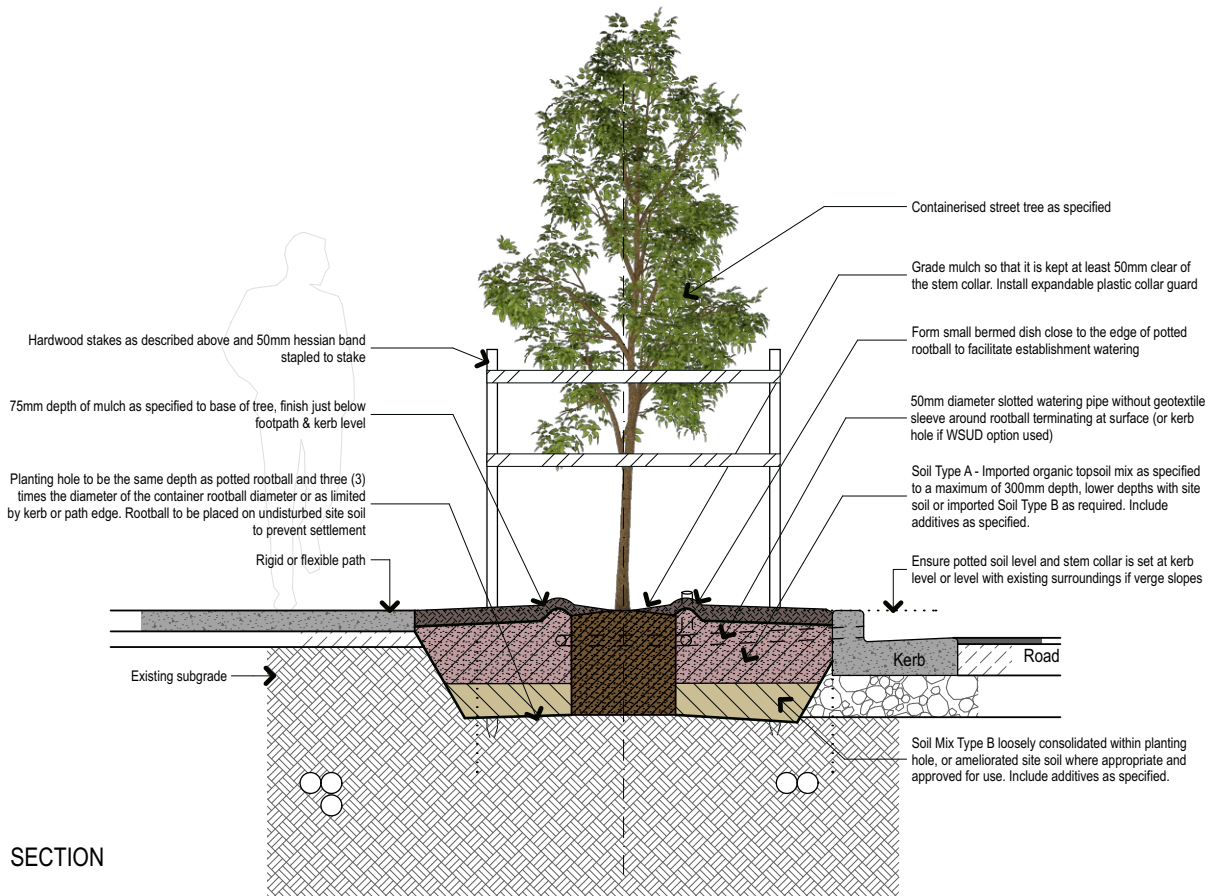 Containerised street tree as specified
Grade mulch so that it is kept at least 50mm clear of
the stem collar. Install expandable plastic collar guard
Form small bermed dish close to the edge of potted
rootball to facilitate establishment watering
50mm diameter slotted watering pipe without geotextile
sleeve around rootball terminating at surface (or kerb
hole if WSUD option used)
Soil Type A - Imported organic topsoil mix as specified
to a maximum of 300mm depth, lower depths with site
soil or imported Soil Type B as required. Include
additives as specified.
Ensure potted soil level and stem collar is set at kerb
level or level with existing surroundings if verge slopes
Hardwood stakes as described above and 50mm hessian band
stapled to stake
75mm depth of mulch as specified to base of tree, finish just below
footpath & kerb level
Planting hole to be the same depth as potted rootball and three (3)
times the diameter of the container rootball diameter or as limited
by kerb or path edge. Rootball to be placed on undisturbed site soil
to prevent settlement
Rigid or flexible path
Existing subgrade
Kerb
Road
Soil Mix Type B loosely consolidated within planting
hole, or ameliorated site soil where appropriate and
approved for use. Include additives as specified.
SECTION